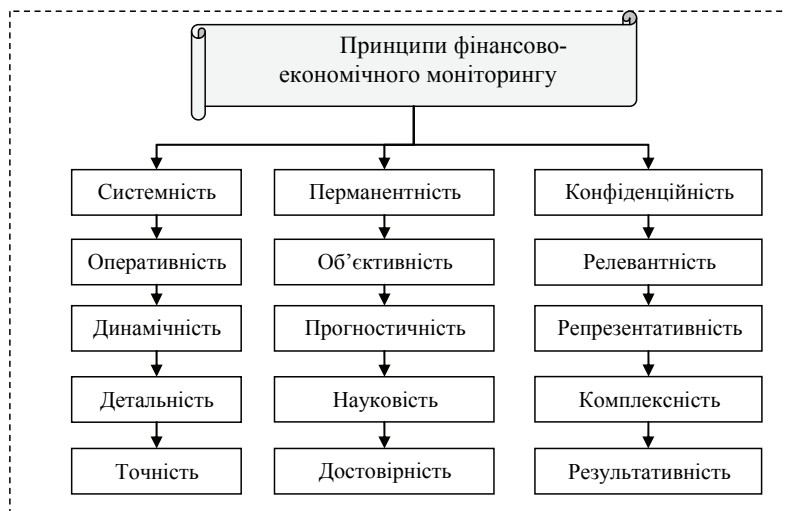 Принципи фінансово-
економічного моніторингу
Системність
Перманентність
Конфіденційність
Оперативність
Об’єктивність
Релевантність
Динамічність
Прогностичність
Репрезентативність
Детальність
Науковість
Комплексність
Точність
Достовірність
Результативність